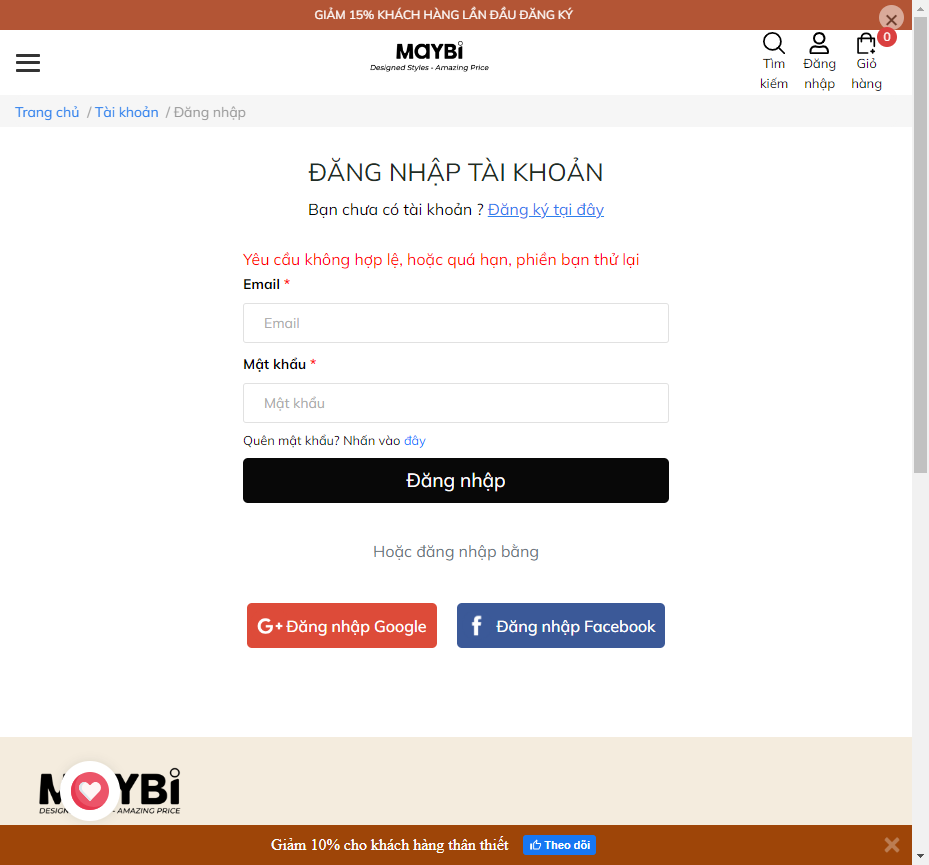 GIẢM 15% KHÁCH HÀNG LẦN ĐẦU ĐĂNG KÝ
MAYBi
Designed Styles - Amazing Price
Tìm kiếm
Đăng nhập
0
Giỏ hàng
Trang chủ / Tài khoản / Đăng nhập
ĐĂNG NHẬP TÀI KHOẢN
Bạn chưa có tài khoản ? Đăng ký tại đây
Yêu cầu không hợp lệ, hoặc quá hạn, phiền bạn thử lại
Email *
Email
Mật khẩu *
Mật khẩu
Quên mật khẩu? Nhấn vào đây
Đăng nhập
Hoặc đăng nhập bằng
G+ Đăng nhập Google
f Đăng nhập Facebook
AMAZING PRICE
Giảm 10% cho khách hàng thân thiết
Theo dõi